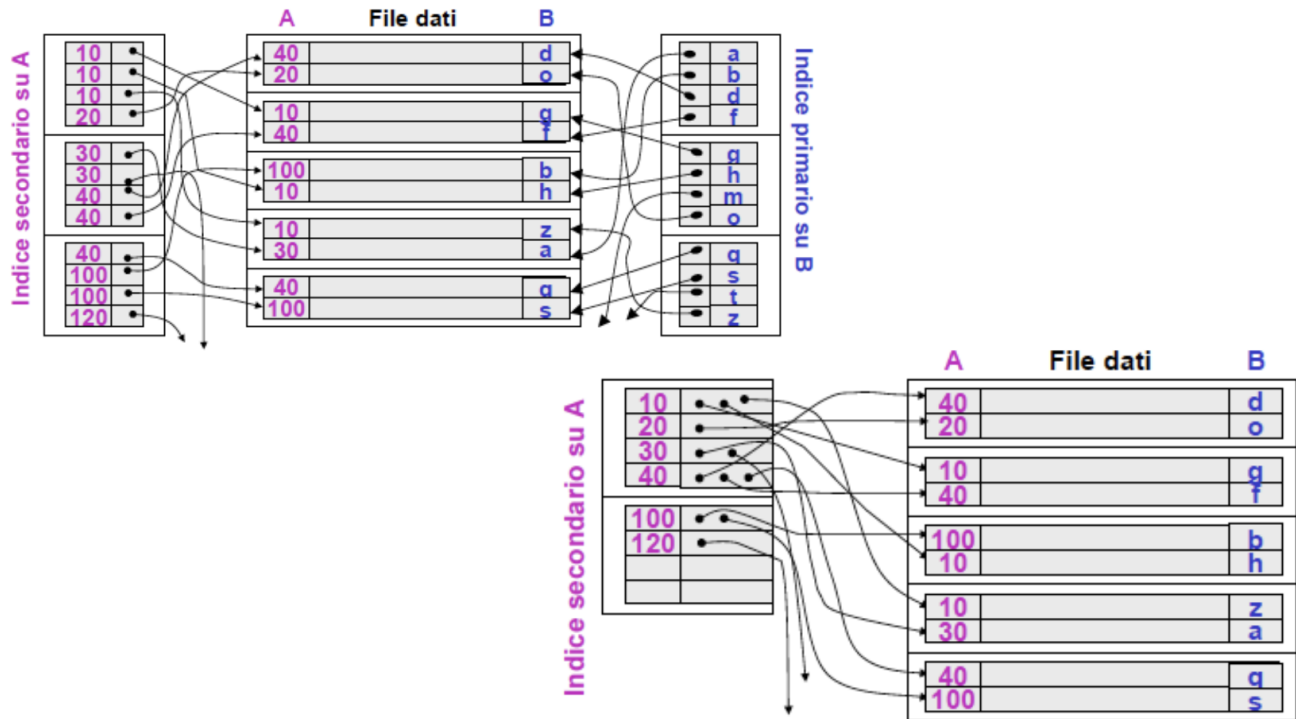 Indice secondario su A
10
10
10
20
30
30
40
40
40
100
100
120
A File dati B
40 d
20 o
10 g
40 f
100 b
10 h
10 z
30 a
40 q
100 s
a
b
d
f
g
h
m
o
q
s
t
z
Indice primario su B
Indice secondario su A
10
20
30
40
100
120
A File dati B
40 d
20 o
10 g
40 f
100 b
10 h
10 z
30 a
40 q
100 s